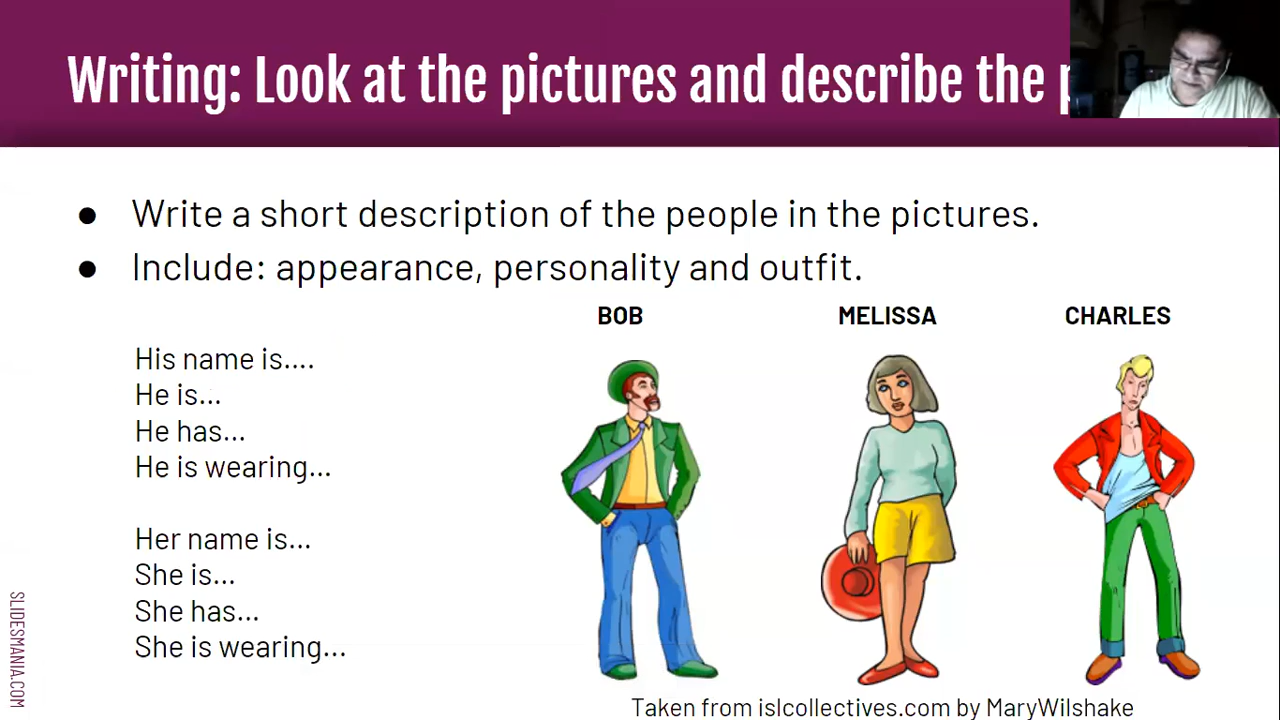 Writing: Look at the pictures and describe the
● Write a short description of the people in the pictures.
● Include: appearance, personality and outfit.
BOB MELISSA CHARLES
His name is....
He is...
He has...
He is wearing...
Her name is...
She is...
She has...
She is wearing...
SLIDESMANIA.COM
Taken from islcollectives.com by MaryWilshake